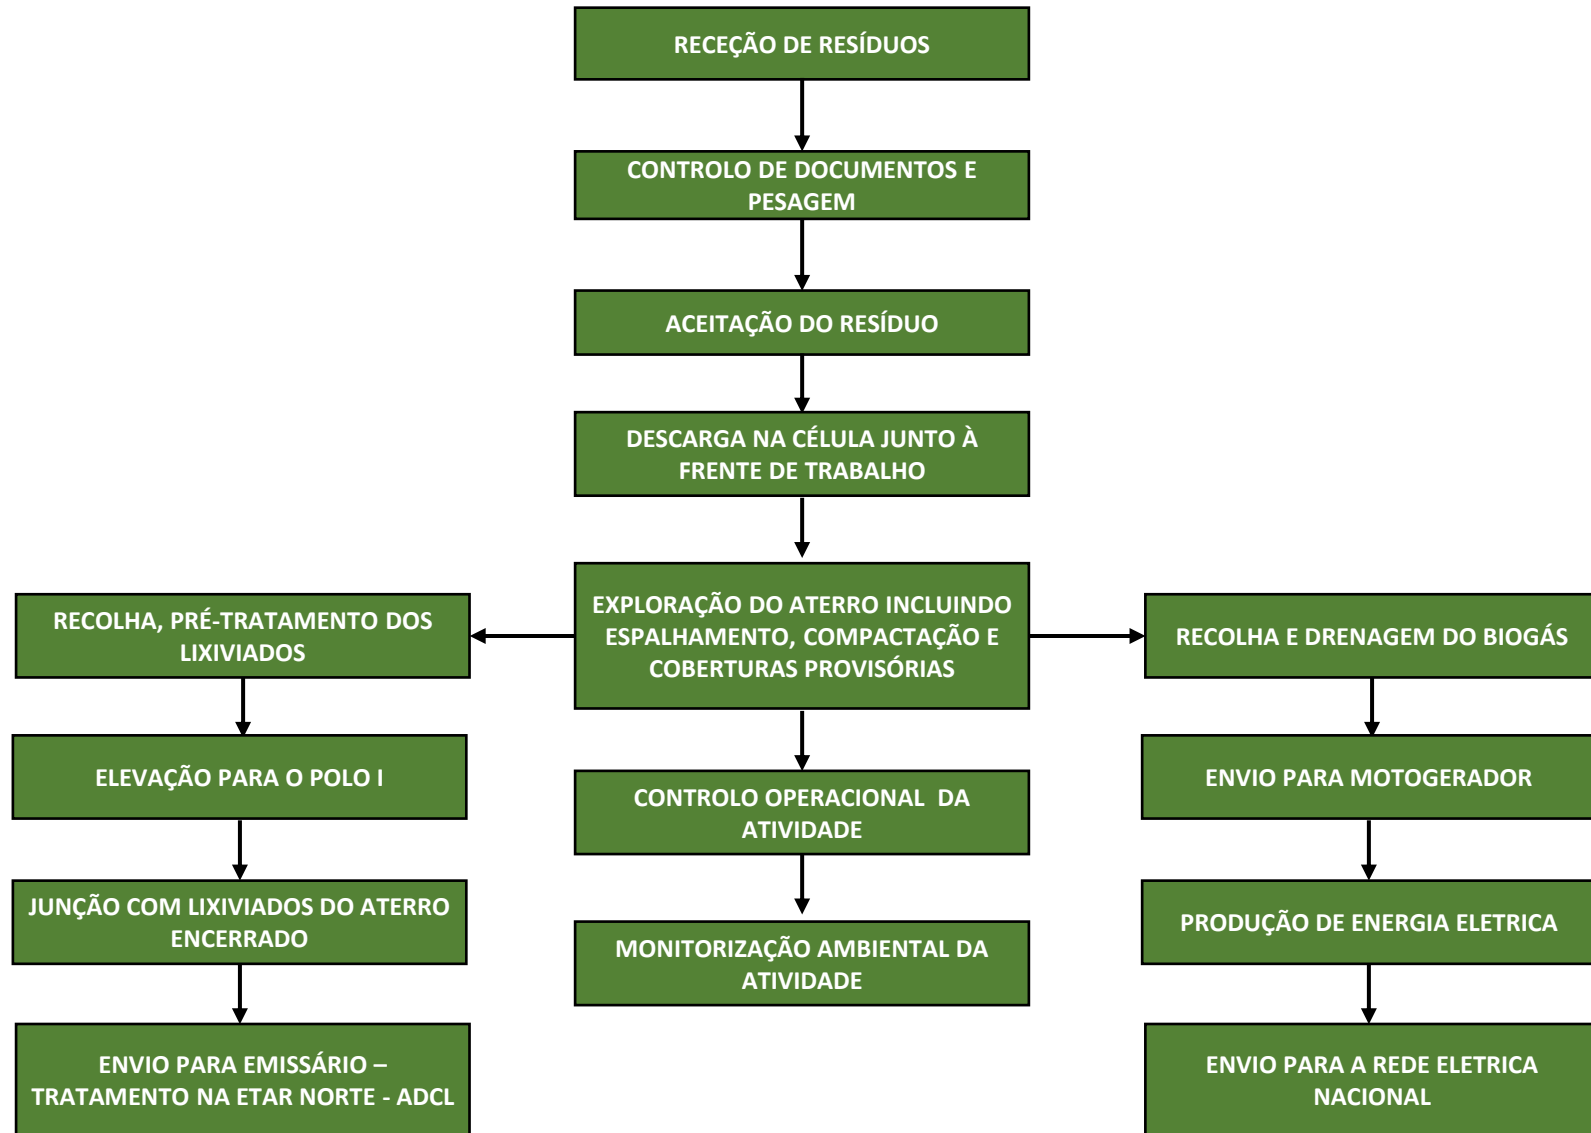 RECEÇÃO DE RESÍDUOS
CONTROLO DE DOCUMENTOS E
PESAGEM
ACEITAÇÃO DO RESÍDUO
DESCARGA NA CÉLULA JUNTO À
FRENTE DE TRABALHO
EXPLORAÇÃO DO ATERRO INCLUINDO
ESPALHAMENTO, COMPACTAÇÃO E
COBERTURAS PROVISÓRIAS
RECOLHA, PRÉ-TRATAMENTO DOS
LIXIVIADOS
ELEVAÇÃO PARA O POLO I
JUNÇÃO COM LIXIVIADOS DO ATERRO
ENCERRADO
ENVIO PARA EMISSÁRIO –
TRATAMENTO NA ETAR NORTE - ADCL
CONTROLO OPERACIONAL  DA
ATIVIDADE
MONITORIZAÇÃO AMBIENTAL DA
ATIVIDADE
RECOLHA E DRENAGEM DO BIOGÁS
ENVIO PARA MOTOGERADOR
PRODUÇÃO DE ENERGIA ELETRICA
ENVIO PARA A REDE ELETRICA
NACIONAL